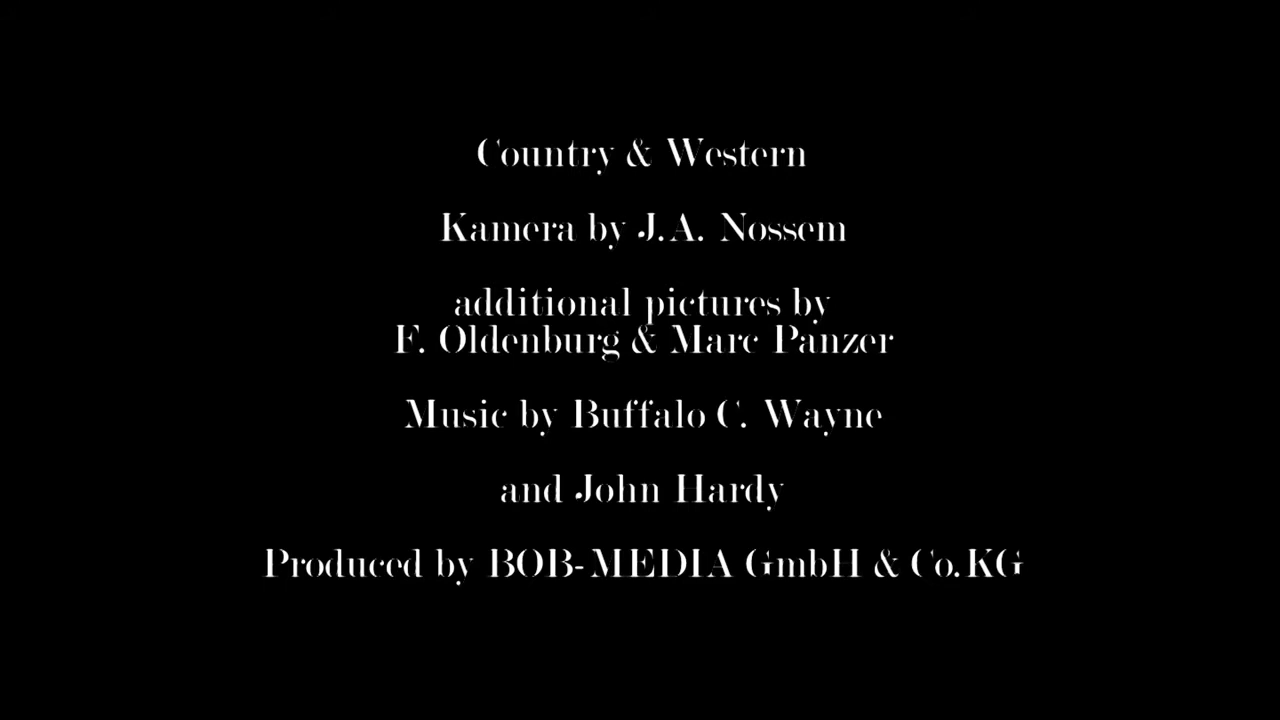 Country & Western
Kamera by J.A. Nossem
additional pictures by
F. Oldenburg & Marc Panzer
Music by Buffalo C. Wayne
and John Hardy
Produced by BOB-MEDIA GmbH & Co.KG